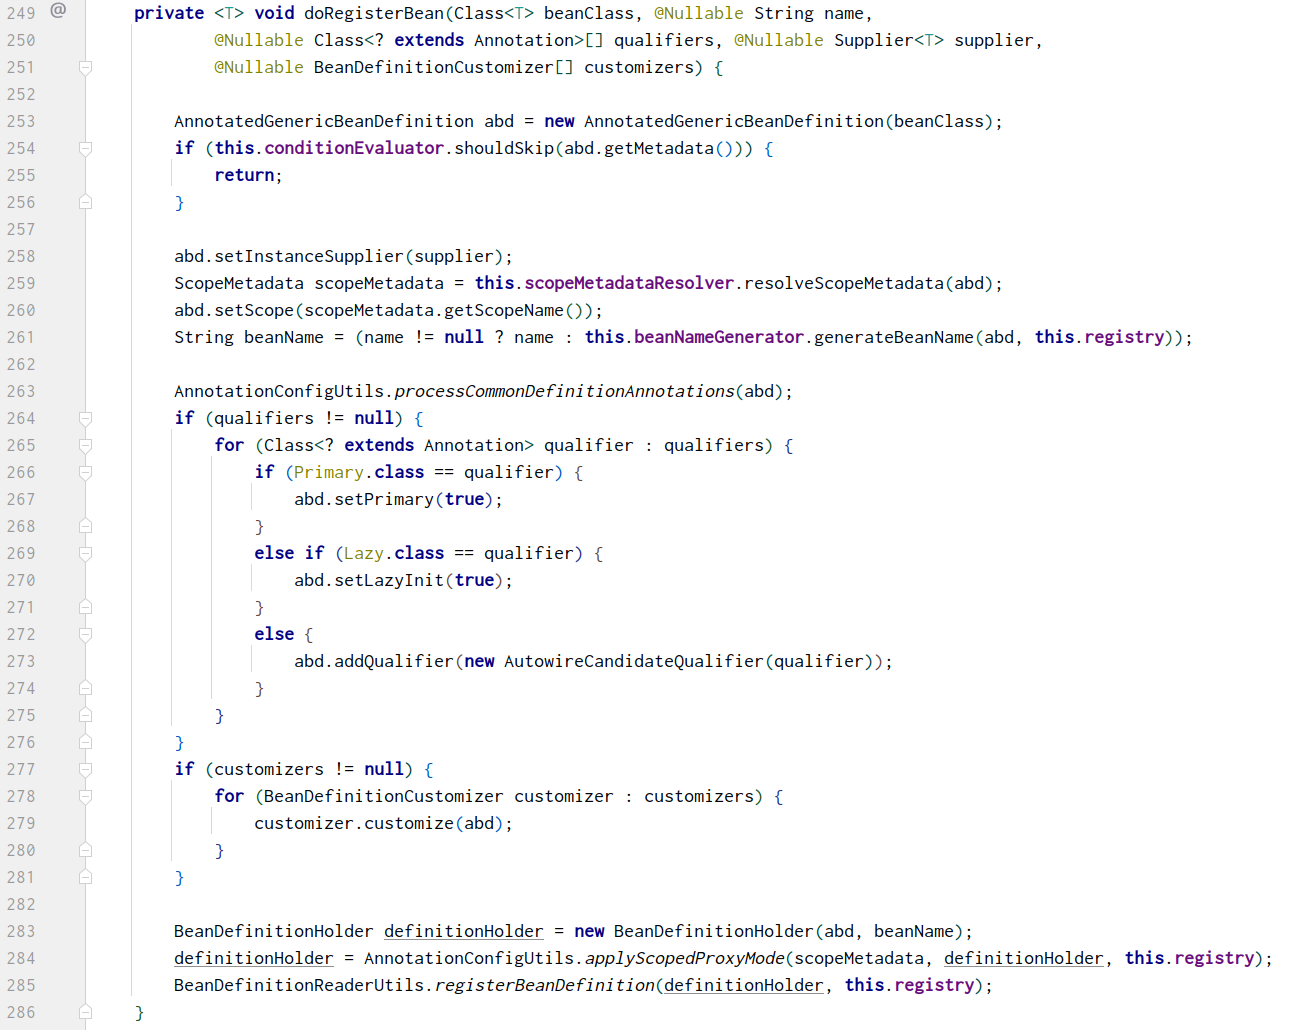 249 @ private <T> void doRegisterBean(Class<T> beanClass, @Nullable String name,
250 @Nullable Class<? extends Annotation>[] qualifiers, @Nullable Supplier<T> supplier,
251 @Nullable BeanDefinitionCustomizer[] customizers) {
252
253 AnnotatedGenericBeanDefinition abd = new AnnotatedGenericBeanDefinition(beanClass);
254 if (this.conditionEvaluator.shouldSkip(abd.getMetadata())) {
255 return;
256 }
257
258 abd.setInstanceSupplier(supplier);
259 ScopeMetadata scopeMetadata = this.scopeMetadataResolver.resolveScopeMetadata(abd);
260 abd.setScope(scopeMetadata.getScopeName());
261 String beanName = (name != null ? name : this.beanNameGenerator.generateBeanName(abd, this.registry));
262
263 AnnotationConfigUtils.processCommonDefinitionAnnotations(abd);
264 if (qualifiers != null) {
265 for (Class<? extends Annotation> qualifier : qualifiers) {
266 if (Primary.class == qualifier) {
267 abd.setPrimary(true);
268 }
269 else if (Lazy.class == qualifier) {
270 abd.setLazyInit(true);
271 }
272 else {
273 abd.addQualifier(new AutowireCandidateQualifier(qualifier));
274 }
275 }
276 }
277 if (customizers != null) {
278 for (BeanDefinitionCustomizer customizer : customizers) {
279 customizer.customize(abd);
280 }
281 }
282
283 BeanDefinitionHolder definitionHolder = new BeanDefinitionHolder(abd, beanName);
284 definitionHolder = AnnotationConfigUtils.applyScopedProxyMode(scopeMetadata, definitionHolder, this.registry);
285 BeanDefinitionReaderUtils.registerBeanDefinition(definitionHolder, this.registry);
286 }